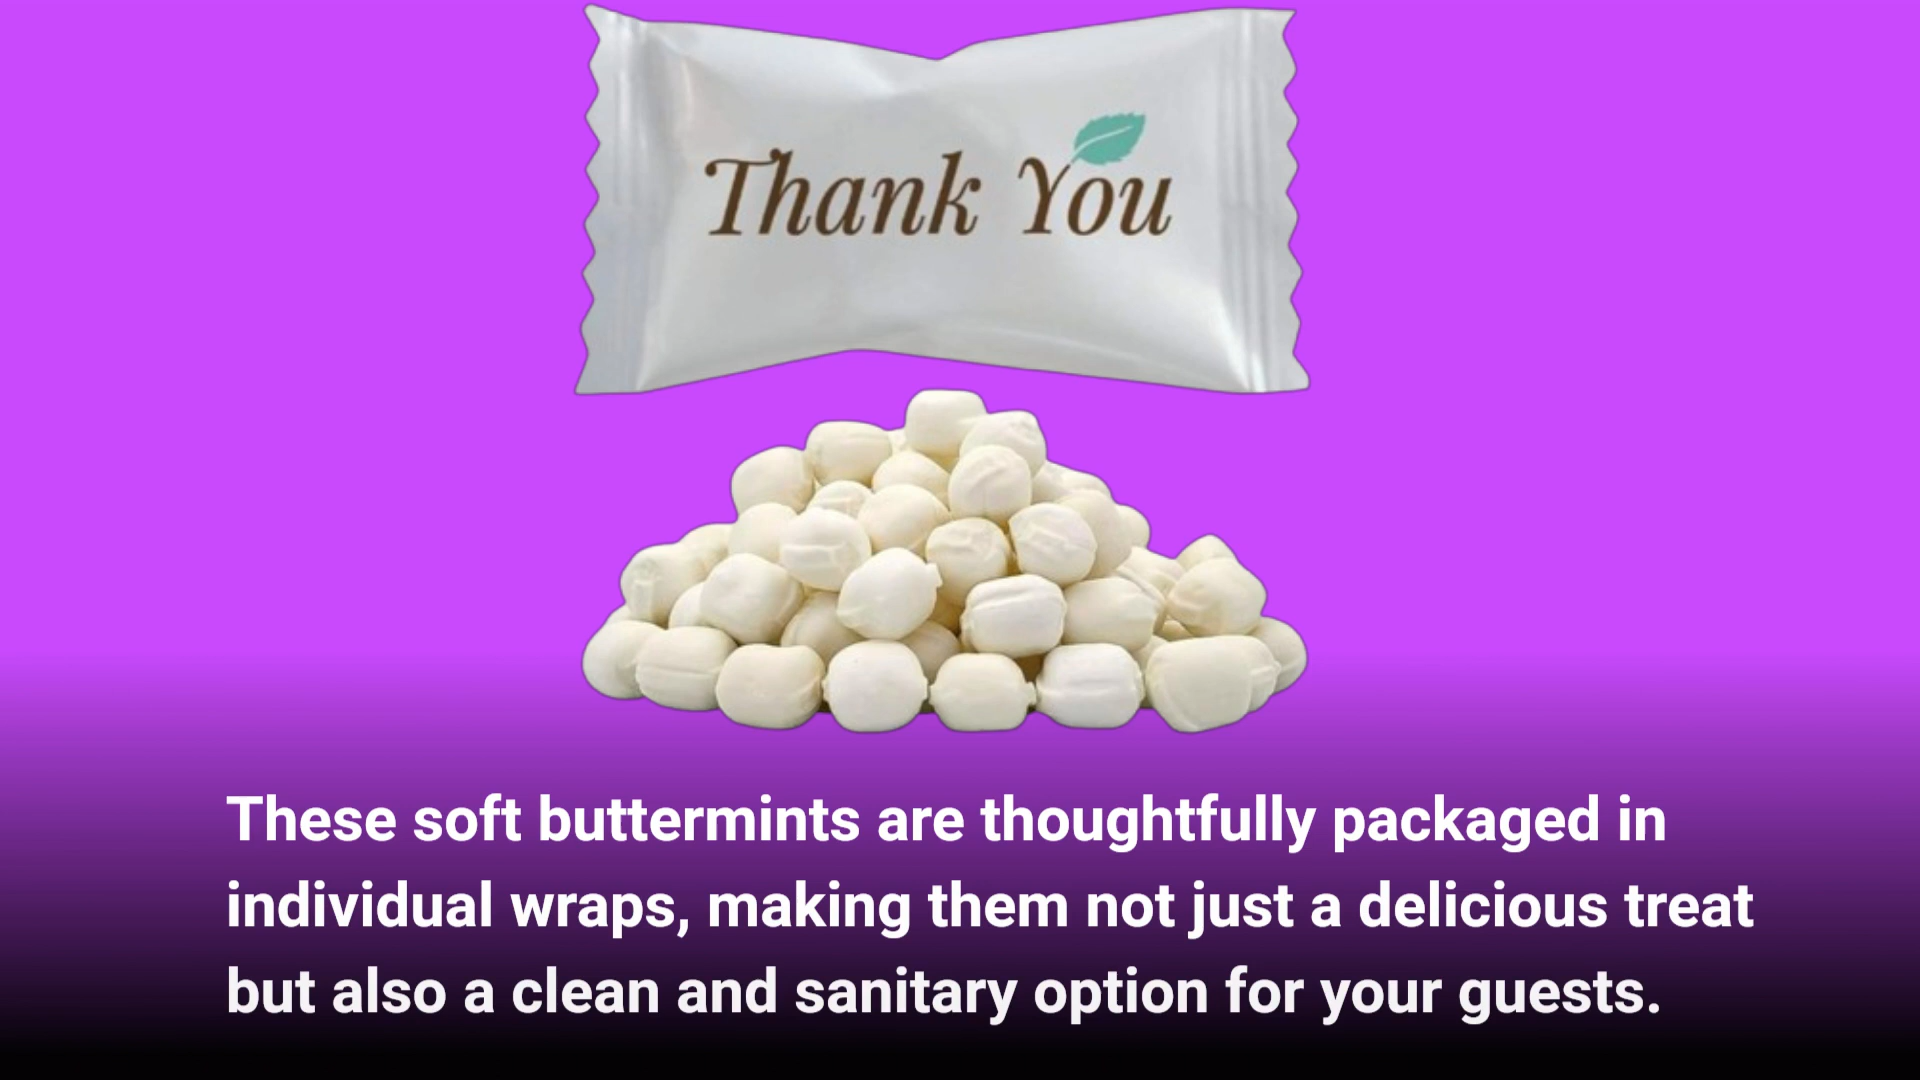 Thank You
These soft buttermints are thoughtfully packaged in
individual wraps, making them not just a delicious treat
but also a clean and sanitary option for your guests.